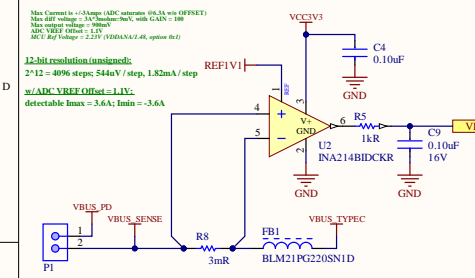 Max Current is +/-3Amps (ADC saturates @6.3A w/o OFFSET)
Max diff voltage = 3A*3mohm=9mV, with GAIN = 100
Max output voltage = 900mV
ADC VREF Offset = 1.1V
MCU Ref Voltage = 2.23V (VDDANA/1.48, option 0x1)
12-bit resolution (unsigned):
2^12 = 4096 steps; 544uV / step, 1.82mA / step
w/ ADC VREF Offset = 1.1V:
detectable Imax = 3.6A; Imin = -3.6A
D
VCC3V3
C4
0.10uF
GND
REF1V1
1
REF
3
4
5
V+
GND
6
2
U2
INA214BIDCKR
GND
R5
1kR
C9
0.10uF
16V
GND
VBUS_PD
VBUS_SENSE
VBUS_TYPEC
1
2
P1
R8
3mR
FB1
BLM21PG220SN1D